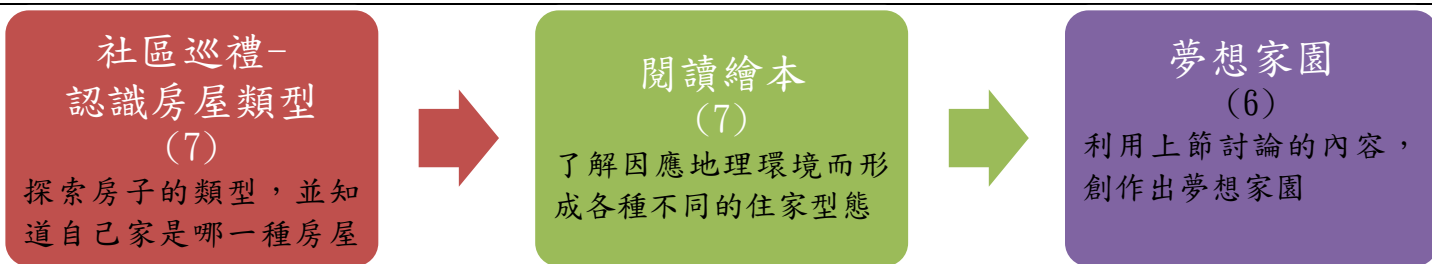 社區巡禮-
認識房屋類型
(7)
探索房子的類型，並知
道自己家是哪一種房屋
閱讀繪本
(7)
了解因應地理環境而形
成各種不同的住家型態
夢想家園
(6)
利用上節討論的內容，
創作出夢想家園